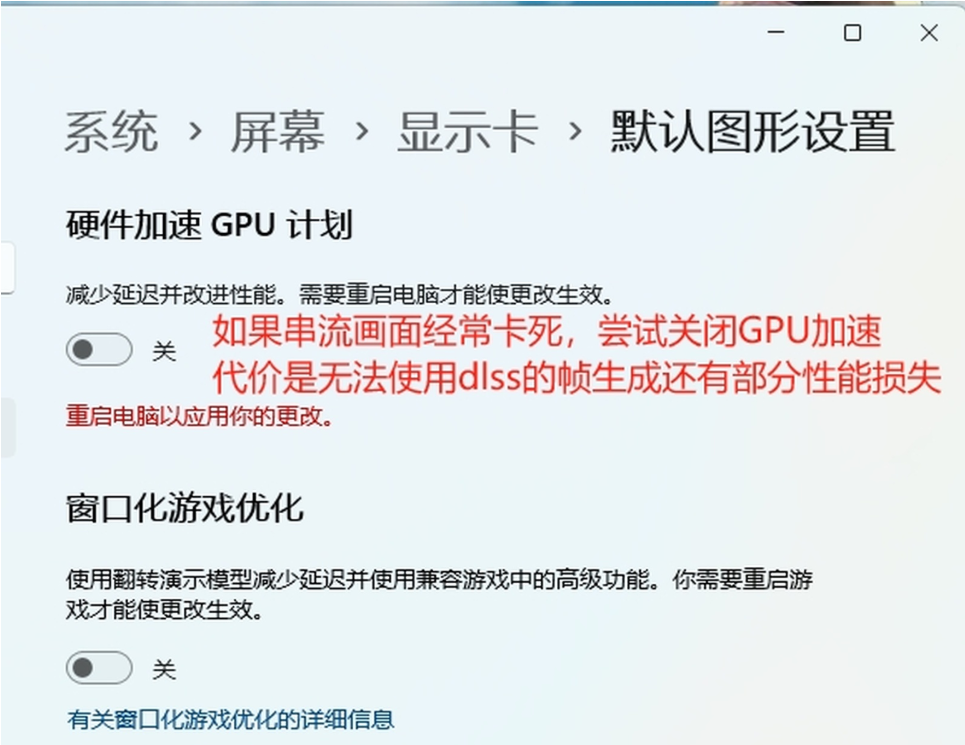 系统 › 屏幕 › 显示卡 › 默认图形设置
硬件加速 GPU 计划
减少延迟并改进性能。需要重启电脑才能使更改生效。
关
如果串流画面经常卡死，尝试关闭GPU加速
代价是无法使用dlss的帧生成还有部分性能损失
重启电脑以应用你的更改。
窗口化游戏优化
使用翻转演示模型减少延迟并使用兼容游戏中的高级功能。你需要重启游
戏才能使更改生效。
关
有关窗口化游戏优化的详细信息